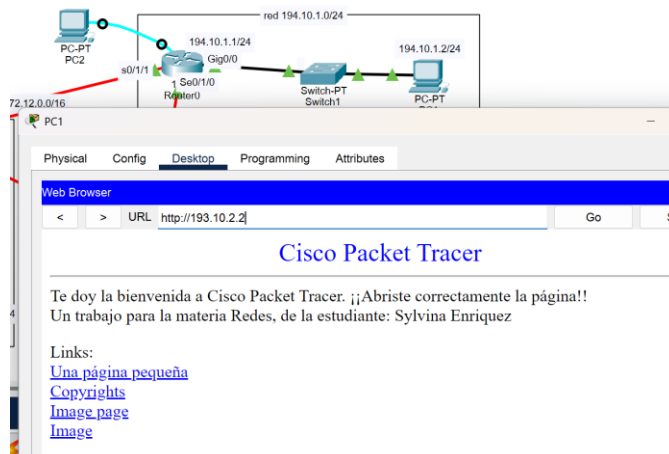 red 194.10.1.0/24
PC-PT
PC2
194.10.1.1/24
Gig0/0
s0/1/1
Se0/1/0
Router0
Switch-PT
Switch1
194.10.1.2/24
PC-PT
72.12.0.0/16
PC1
Physical Config Desktop Programming Attributes
Web Browser
< > URL http://193.10.2.2 Go
Cisco Packet Tracer
Te doy la bienvenida a Cisco Packet Tracer. ¡¡Abriste correctamente la página!!
Un trabajo para la materia Redes, de la estudiante: Sylvina Enriquez
Links:
Una página pequeña
Copyrights
Image page
Image